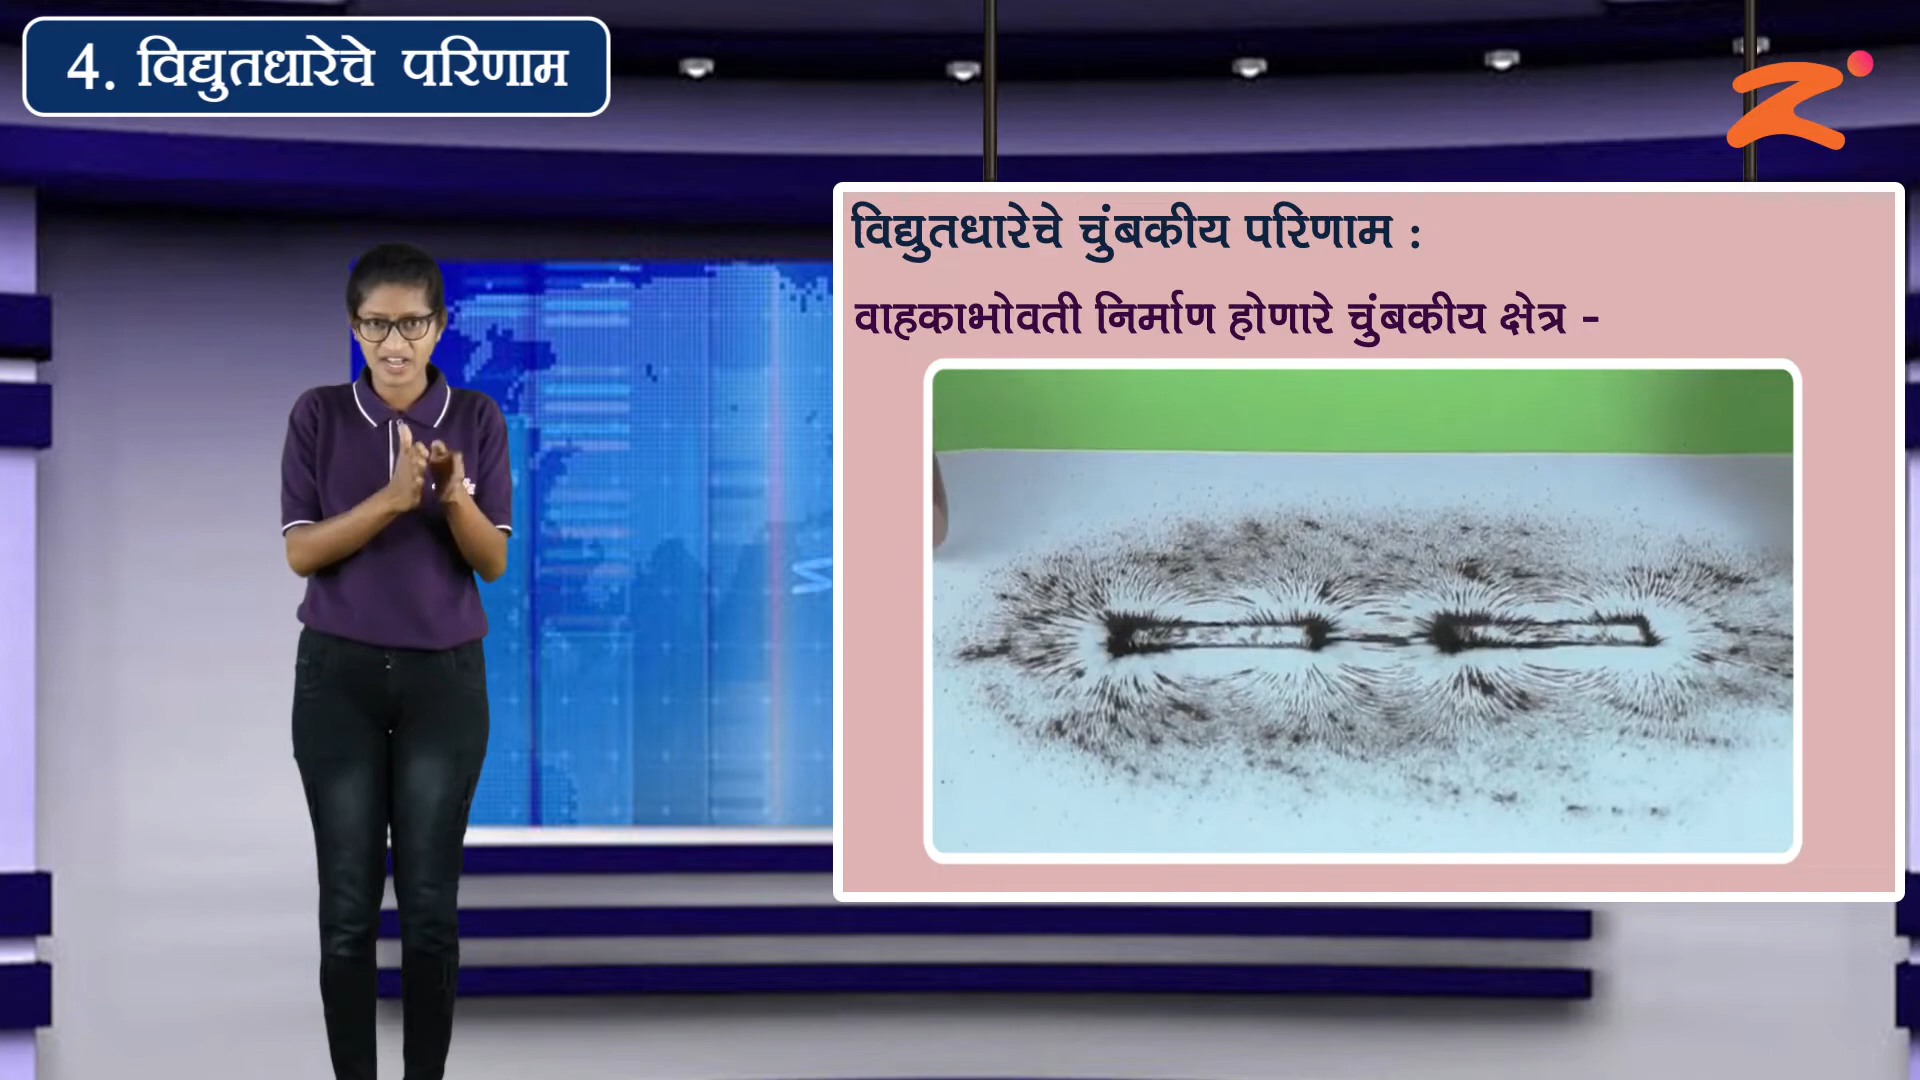 4. विद्युतधारेचे परिणाम
विद्युतधारेचे चुंबकीय परिणाम :
वाहकाभोवती निर्माण होणारे चुंबकीय क्षेत्र -